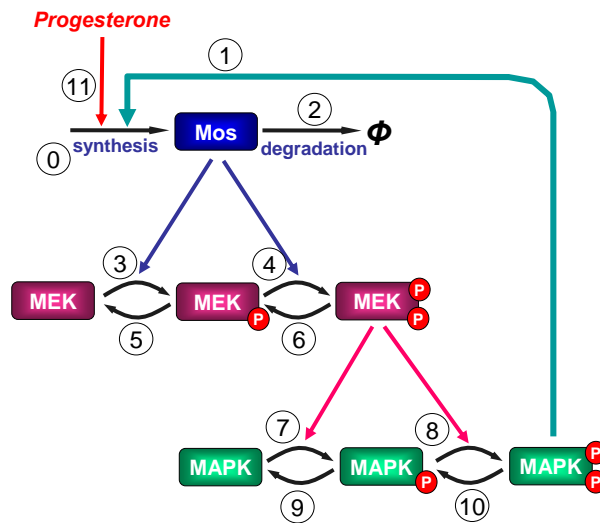 Progesterone
1
11
2
Mos
Φ
0
synthesis
degradation
3
4
MEK
MEK
P
MEK
P
P
5
6
7
8
MAPK
MAPK
P
MAPK
P
P
9
10